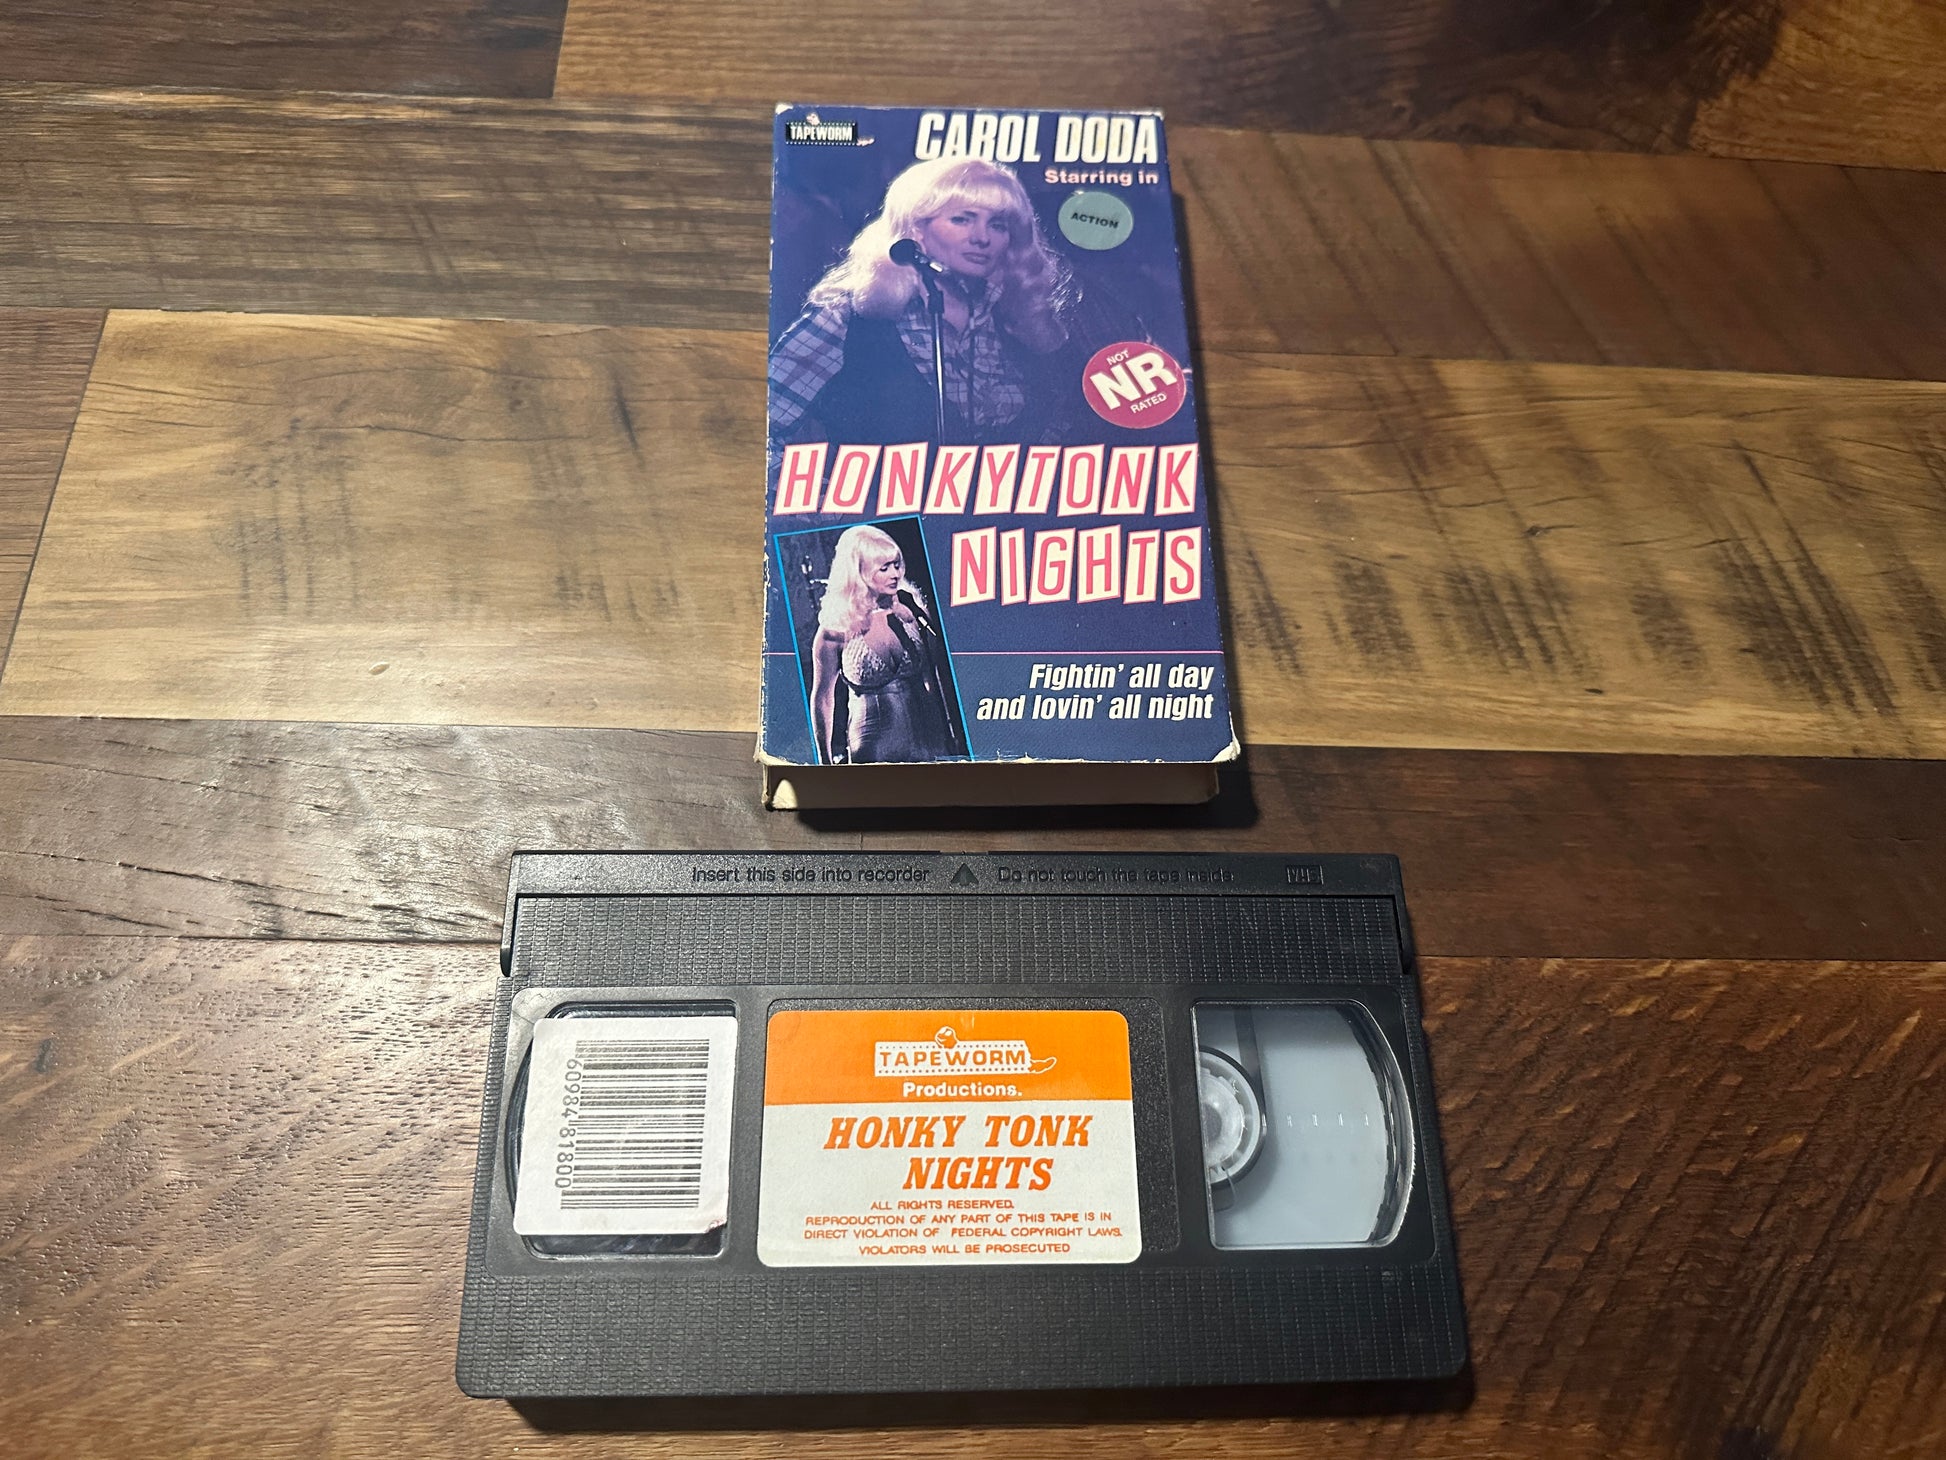 TAPEWORM
CAROL DODA
Starring in
ACTION
NOT
NR
RATED
HONKYTONK
NIGHTS
Fightin' all day
and lovin' all night
Insert this side into recorder
Do not touch the tape inside
VHS
60984 81800
TAPEWORM
Productions.
HONKY TONK
NIGHTS
ALL RIGHTS RESERVED.
REPRODUCTION OF ANY PART OF THIS TAPE IS IN
DIRECT VIOLATION OF FEDERAL COPYRIGHT LAWS.
VIOLATORS WILL BE PROSECUTED